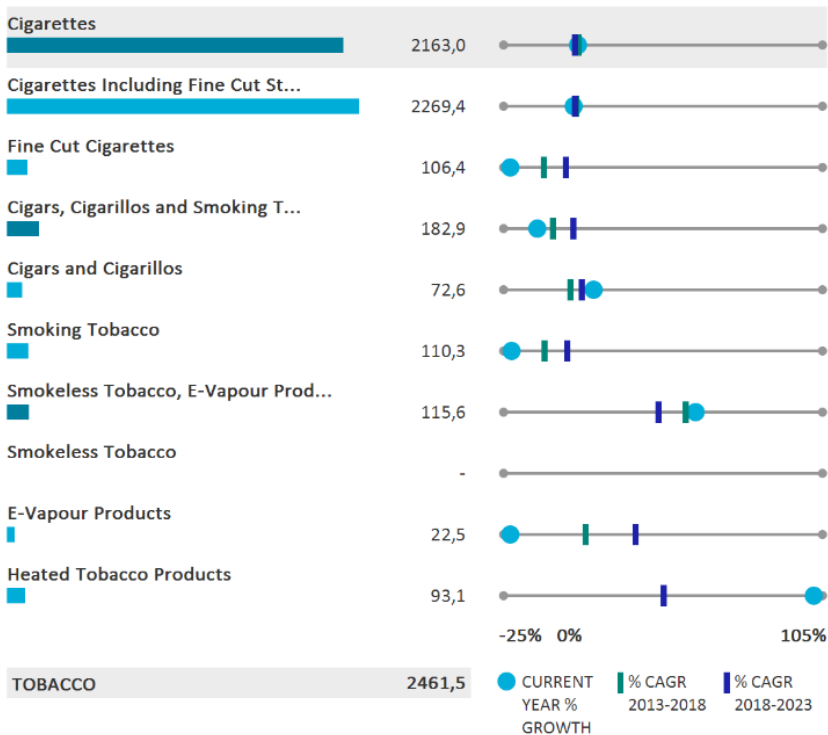 Cigarettes
2163,0
Cigarettes Including Fine Cut St...
2269,4
Fine Cut Cigarettes
106,4
Cigars, Cigarillos and Smoking T...
182,9
Cigars and Cigarillos
72,6
Smoking Tobacco
110,3
Smokeless Tobacco, E-Vapour Prod...
115,6
Smokeless Tobacco
-
E-Vapour Products
22,5
Heated Tobacco Products
93,1
-25% 0% 105%
TOBACCO 2461,5
CURRENT
YEAR %
GROWTH
% CAGR
2013-2018
% CAGR
2018-2023